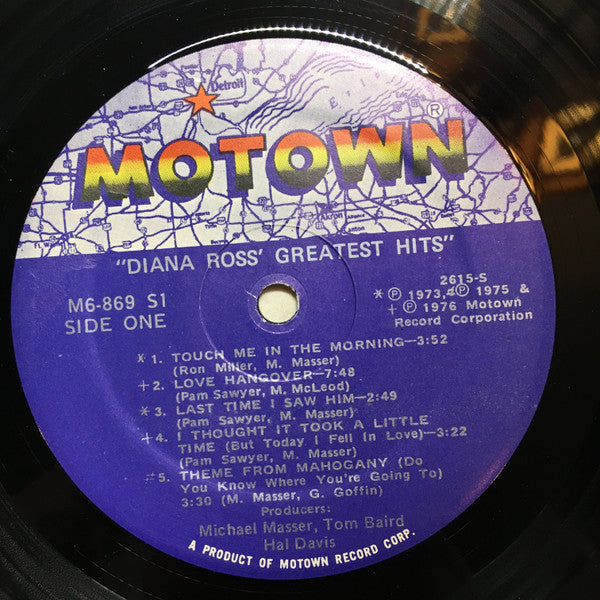 Detroit
Erie
MOTOWN®
Akron
"DIANA ROSS' GREATEST HITS"
M6-869 S1
SIDE ONE
2615-S
* ℗ 1973, # ℗ 1975 &
+ ℗ 1976 Motown
Record Corporation
* 1. TOUCH ME IN THE MORNING—3:52
(Ron Miller, M. Masser)
+ 2. LOVE HANGOVER—7:48
(Pam Sawyer, M. McLeod)
* 3. LAST TIME I SAW HIM—2:49
(Pam Sawyer, M. Masser)
+ 4. I THOUGHT IT TOOK A LITTLE
TIME (But Today I Fell In Love)—3:22
(Pam Sawyer, M. Masser)
# 5. THEME FROM MAHOGANY (Do
You Know Where You're Going To)
3:30 (M. Masser, G. Goffin)
Producers:
Michael Masser, Tom Baird
Hal Davis
A PRODUCT OF MOTOWN RECORD CORP.